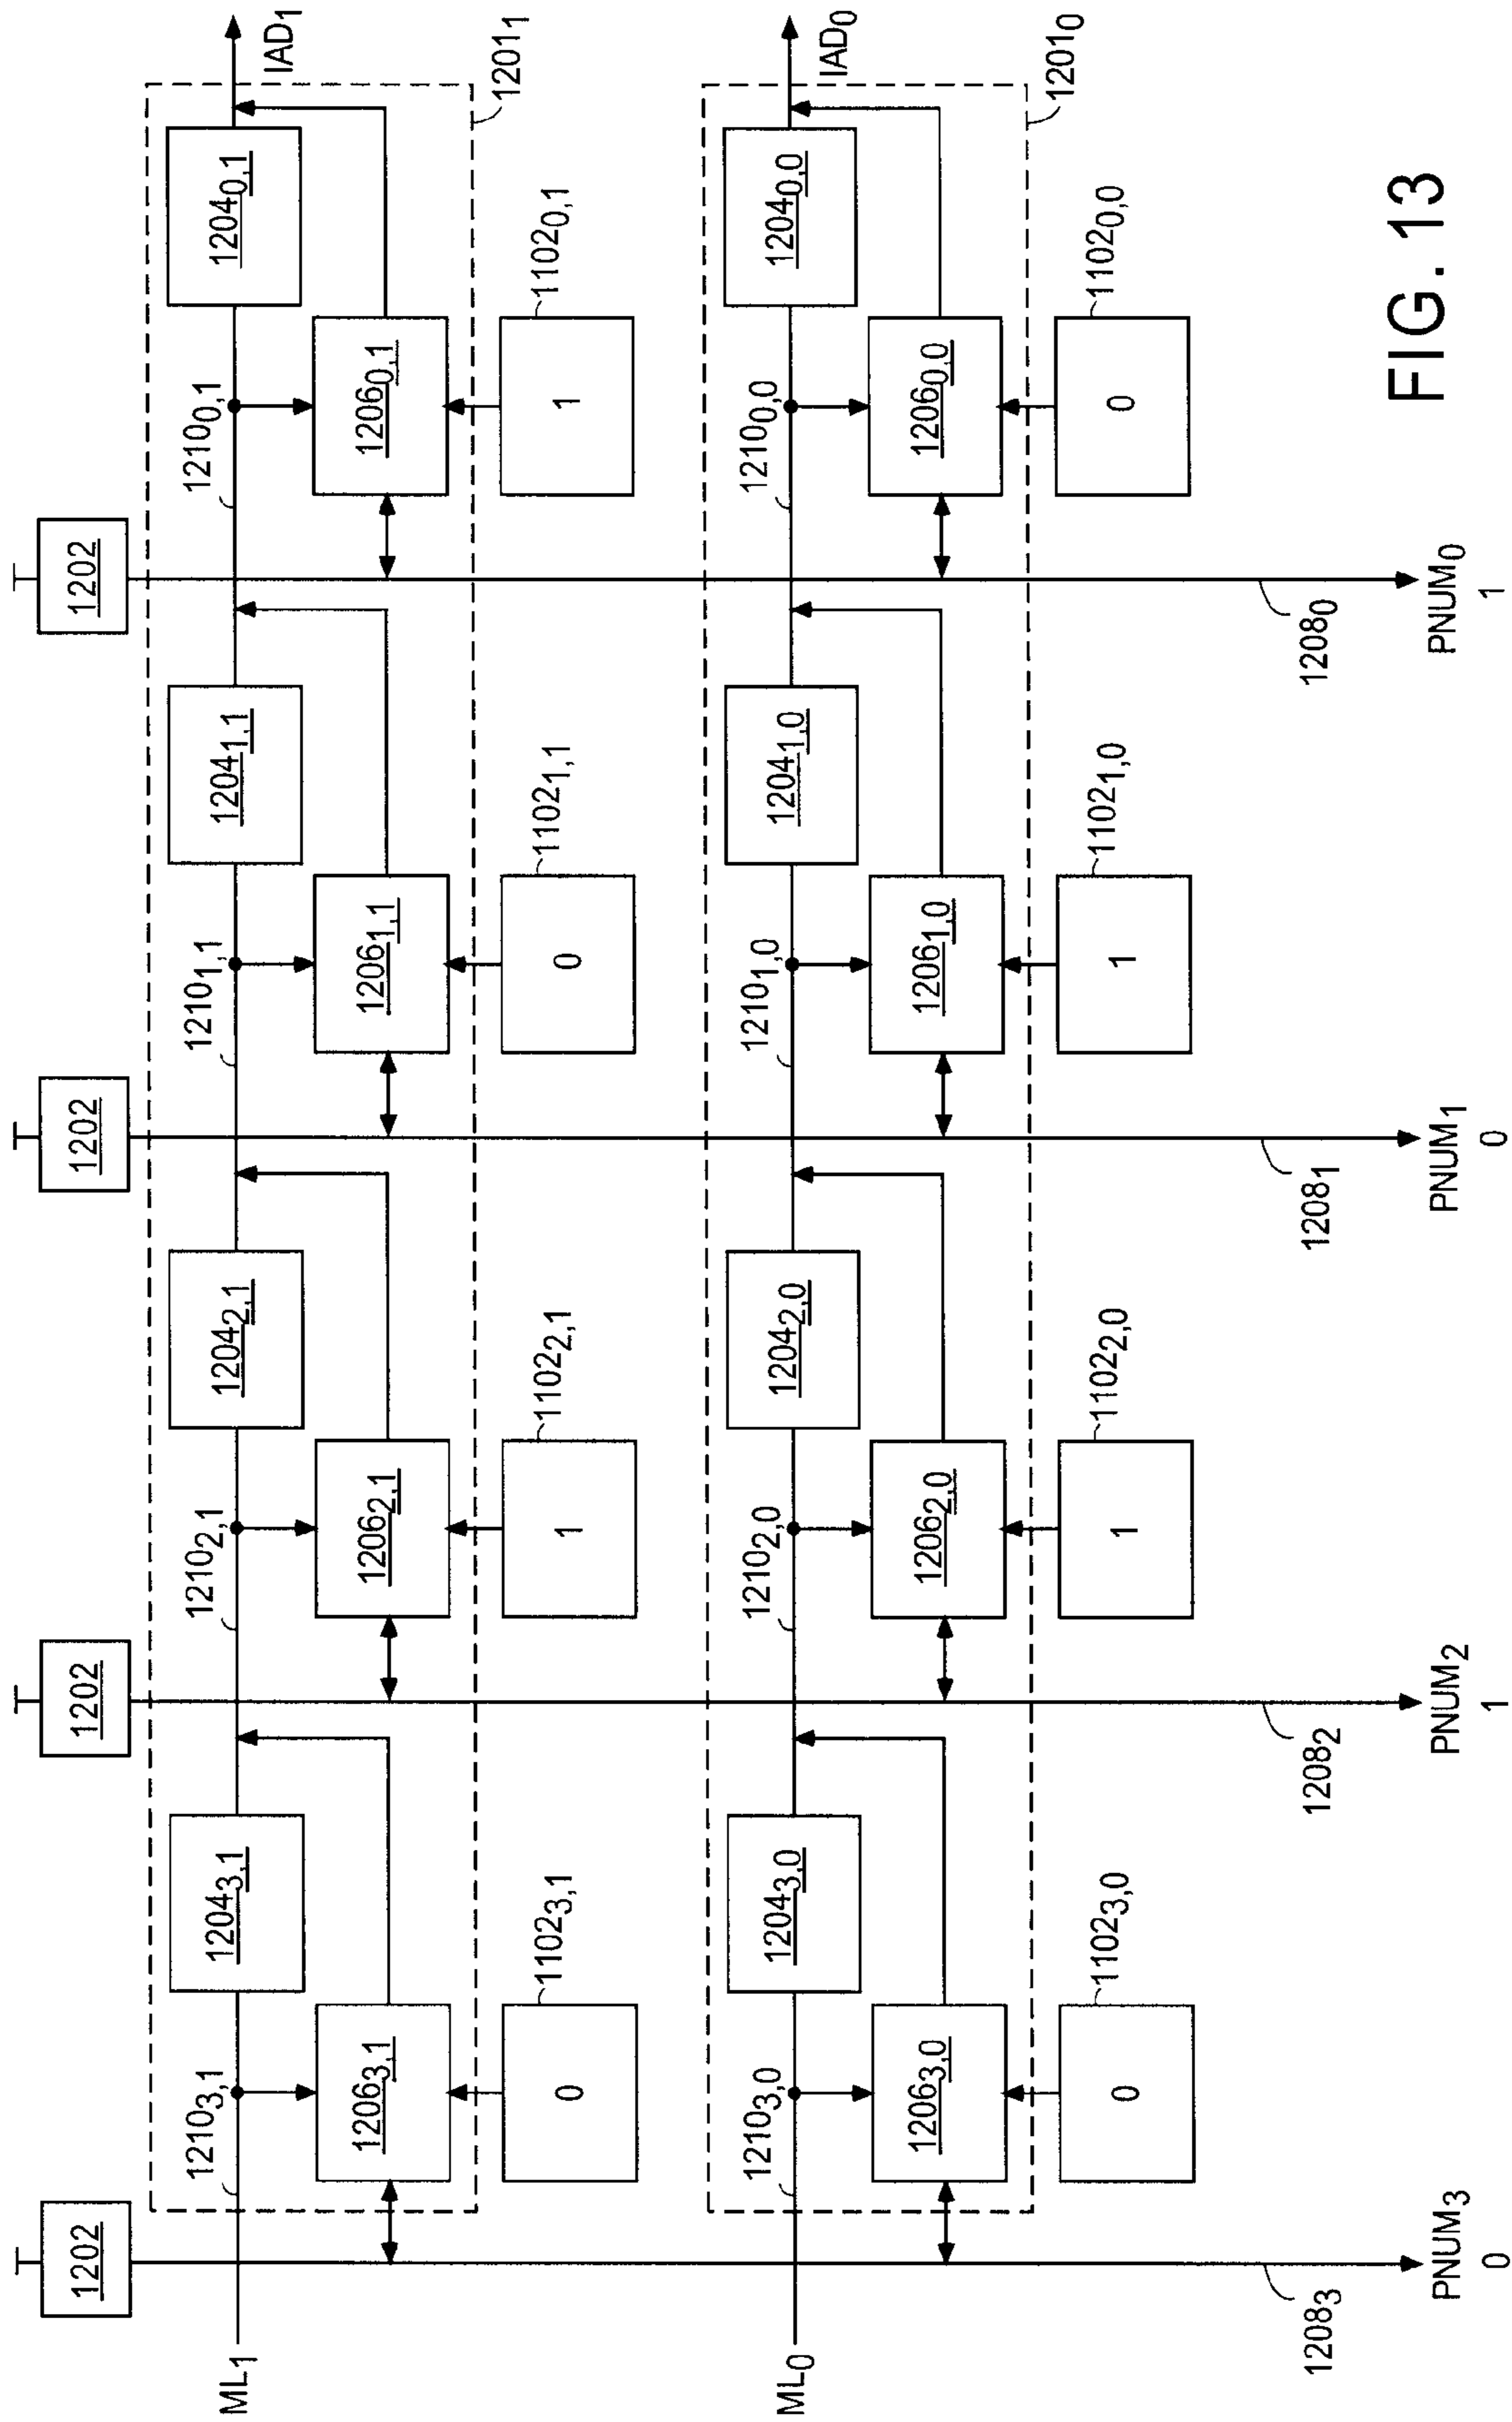 1202 1202 1202 1202
ML₁ 1210₃,₁ 1204₃,₁ 1210₂,₁ 1204₂,₁ 1210₁,₁ 1204₁,₁ 1210₀,₁ 1204₀,₁ IAD₁
1206₃,₁ 1206₂,₁ 1206₁,₁ 1206₀,₁
1201₁
0 1102₃,₁ 1 1102₂,₁ 0 1102₁,₁ 1 1102₀,₁
ML₀ 1210₃,₀ 1204₃,₀ 1210₂,₀ 1204₂,₀ 1210₁,₀ 1204₁,₀ 1210₀,₀ 1204₀,₀ IAD₀
1206₃,₀ 1206₂,₀ 1206₁,₀ 1206₀,₀
1201₀
0 1102₃,₀ 1 1102₂,₀ 1 1102₁,₀ 0 1102₀,₀
1208₃ 1208₂ 1208₁ 1208₀
PNUM₃ PNUM₂ PNUM₁ PNUM₀
0 1 0 1
FIG. 13